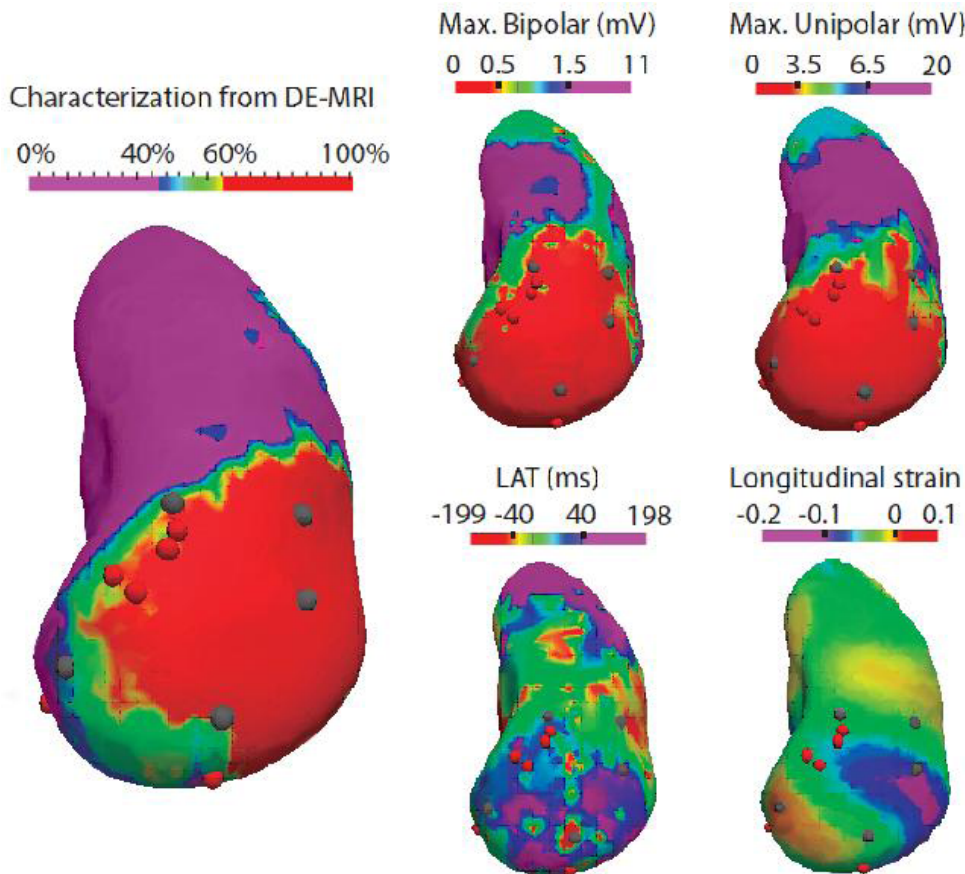 Characterization from DE-MRI
0% 40% 60% 100%
Max. Bipolar (mV)
0 0.5 1.5 11
Max. Unipolar (mV)
0 3.5 6.5 20
LAT (ms)
-199 -40 40 198
Longitudinal strain
-0.2 -0.1 0 0.1